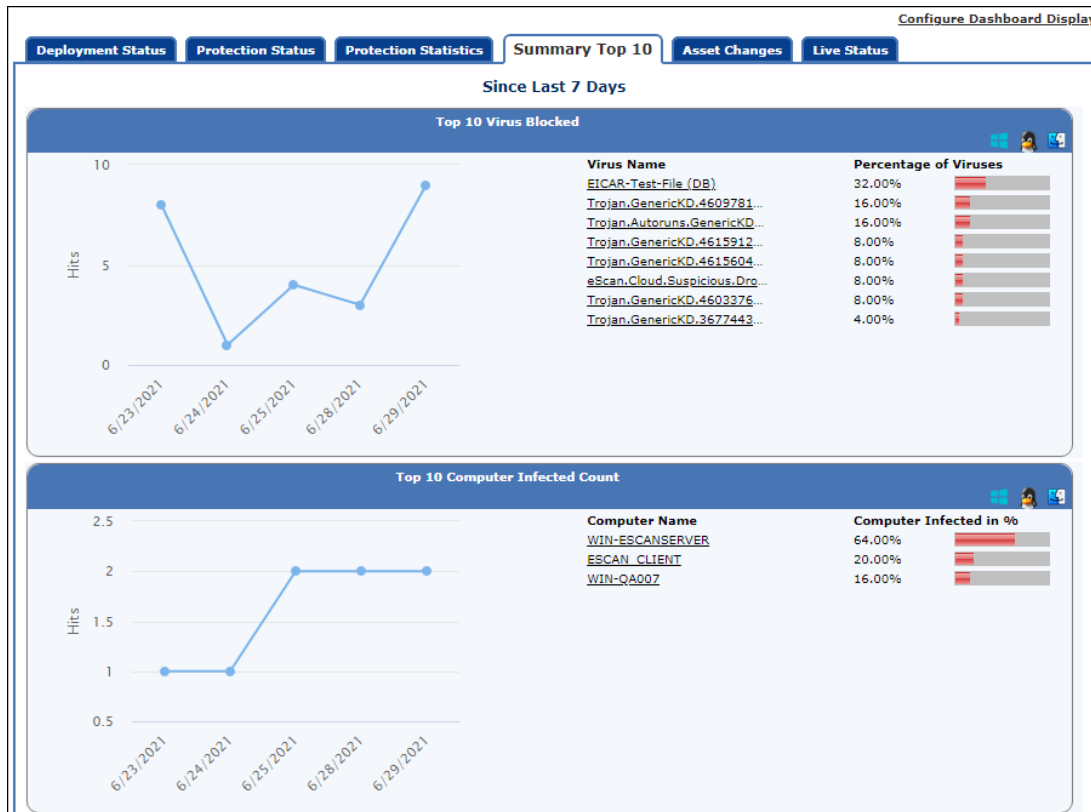 Configure Dashboard Display
Deployment Status Protection Status Protection Statistics Summary Top 10 Asset Changes Live Status
Since Last 7 Days
Top 10 Virus Blocked
10
5
0
Hits
6/23/2021 6/24/2021 6/25/2021 6/28/2021 6/29/2021
Virus Name Percentage of Viruses
EICAR-Test-File (DB) 32.00%
Trojan.GenericKD.4609781... 16.00%
Trojan.Autoruns.GenericKD... 16.00%
Trojan.GenericKD.4615912... 8.00%
Trojan.GenericKD.4615604... 8.00%
eScan.Cloud.Suspicious.Dro... 8.00%
Trojan.GenericKD.4603376... 8.00%
Trojan.GenericKD.3677443... 4.00%
Top 10 Computer Infected Count
2.5
2
1.5
1
0.5
Hits
6/23/2021 6/24/2021 6/25/2021 6/28/2021 6/29/2021
Computer Name Computer Infected in %
WIN-ESCANSERVER 64.00%
ESCAN_CLIENT 20.00%
WIN-QA007 16.00%